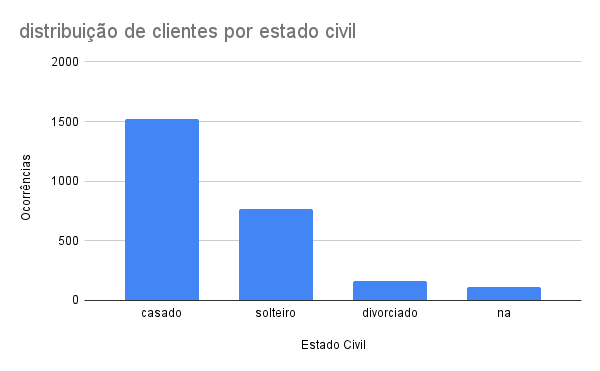 distribuição de clientes por estado civil
2000
1500
1000
500
0
Ocorrências
casado
solteiro
divorciado
na
Estado Civil